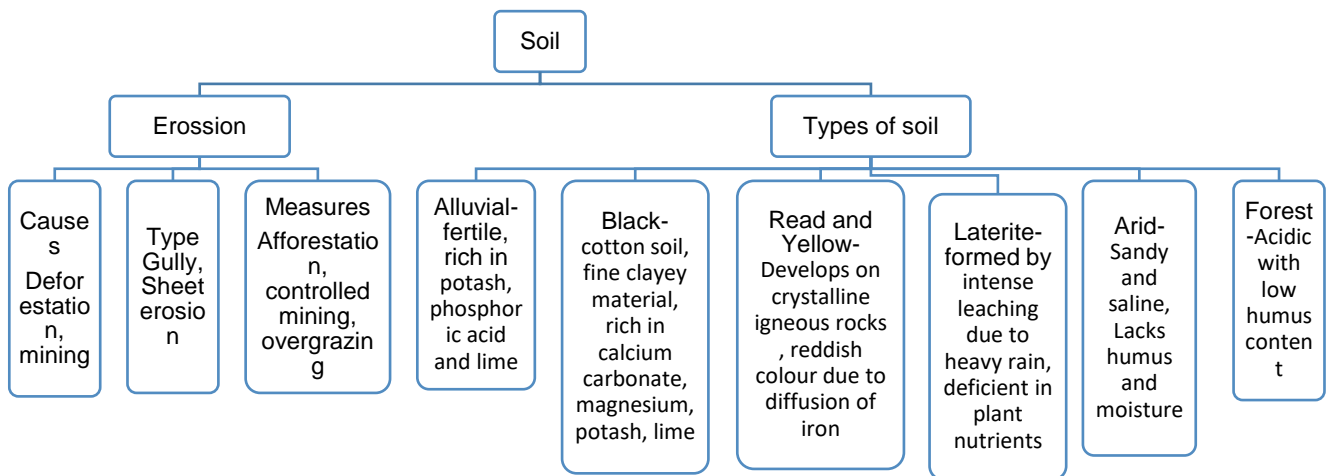 Soil
Erossion
Types of soil
Cause
s
Defor
estatio
n,
mining
Type
Gully,
Sheet
erosio
n
Measures
Afforestatio
n,
controlled
mining,
overgrazin
g
Alluvial-
fertile,
rich in
potash,
phosphor
ic acid
and lime
Black-
cotton soil,
fine clayey
material,
rich in
calcium
carbonate,
magnesium,
potash, lime
Read and
Yellow-
Develops on
crystalline
igneous rocks
, reddish
colour due to
diffusion of
iron
Laterite-
formed by
intense
leaching
due to
heavy rain,
deficient in
plant
nutrients
Arid-
Sandy
and
saline,
Lacks
humus
and
moisture
Forest
-Acidic
with
low
humus
conten
t